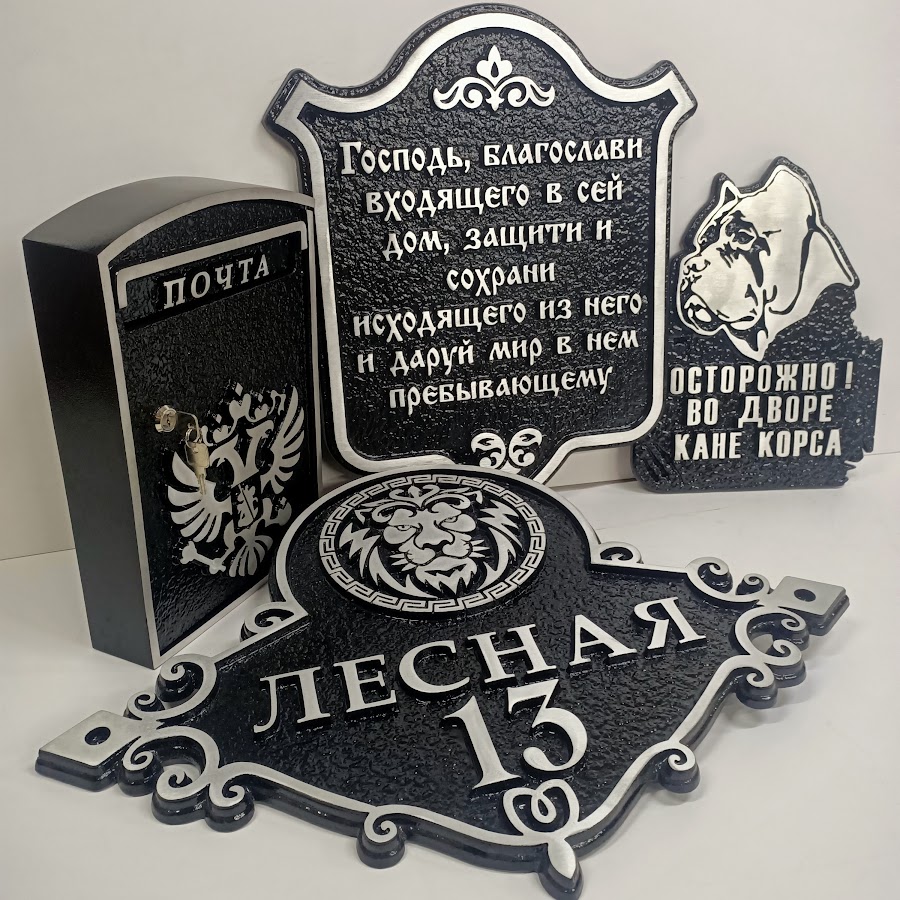 Господь, благослави
входящего в сей
дом, защити и
сохрани
исходящего из него
и даруй мир в нем
пребывающему
ПОЧТА
ОСТОРОЖНО!
ВО ДВОРЕ
КАНЕ КОРСА
ЛЕСНАЯ
13